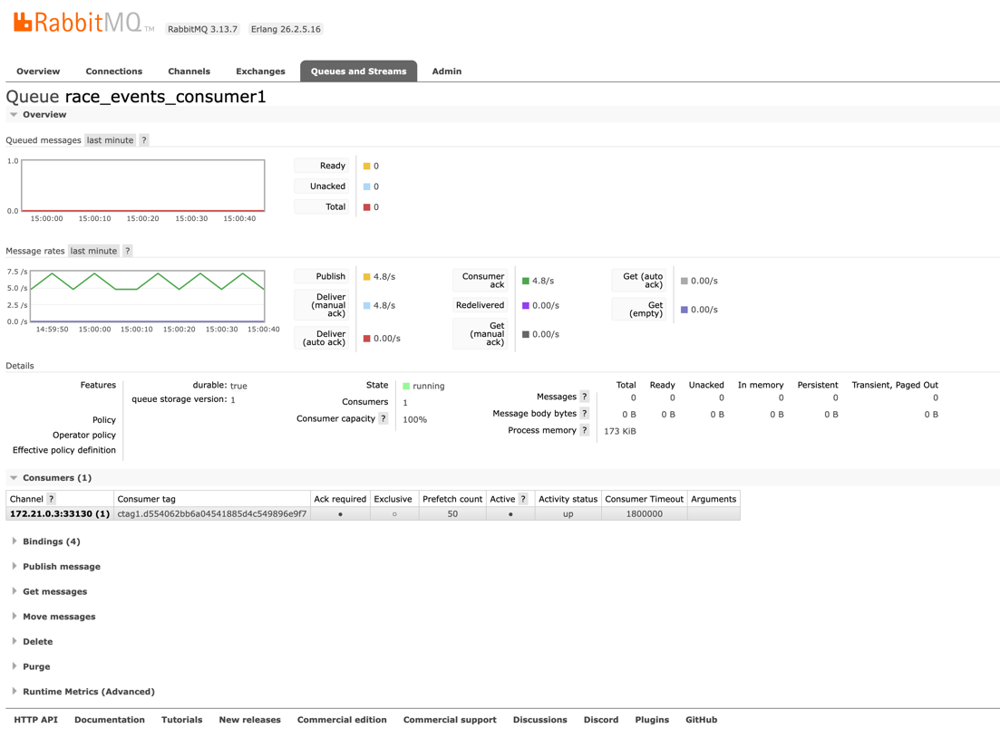 RabbitMQ TM RabbitMQ 3.13.7 Erlang 26.2.5.16
Overview Connections Channels Exchanges Queues and Streams Admin
Queue race_events_consumer1
Overview
Queued messages last minute ?
1.0
0.0
15:00:00 15:00:10 15:00:20 15:00:30 15:00:40
Ready 0
Unacked 0
Total 0
Message rates last minute ?
7.5 /s
5.0 /s
2.5 /s
0.0 /s
14:59:50 15:00:00 15:00:10 15:00:20 15:00:30 15:00:40
Publish 4.8/s
Deliver
(manual
ack)
4.8/s
Deliver
(auto ack)
0.00/s
Consumer
ack
4.8/s
Redelivered 0.00/s
Get
(manual
ack)
0.00/s
Get (auto
ack)
0.00/s
Get
(empty)
0.00/s
Details
Features durable: true
queue storage version: 1
Policy
Operator policy
Effective policy definition
State running
Consumers 1
Consumer capacity ? 100%
Total Ready Unacked In memory Persistent Transient, Paged Out
Messages ? 0 0 0 0 0 0
Message body bytes ? 0 B 0 B 0 B 0 B 0 B 0 B
Process memory ? 173 KiB
Consumers (1)
Channel ? Consumer tag Ack required Exclusive Prefetch count Active ? Activity status Consumer Timeout Arguments
172.21.0.3:33130 (1) ctag1.d554062bb6a04541885d4c549896e9f7 ● ○ 50 ● up 1800000
Bindings (4)
Publish message
Get messages
Move messages
Delete
Purge
Runtime Metrics (Advanced)
HTTP API Documentation Tutorials New releases Commercial edition Commercial support Discussions Discord Plugins GitHub